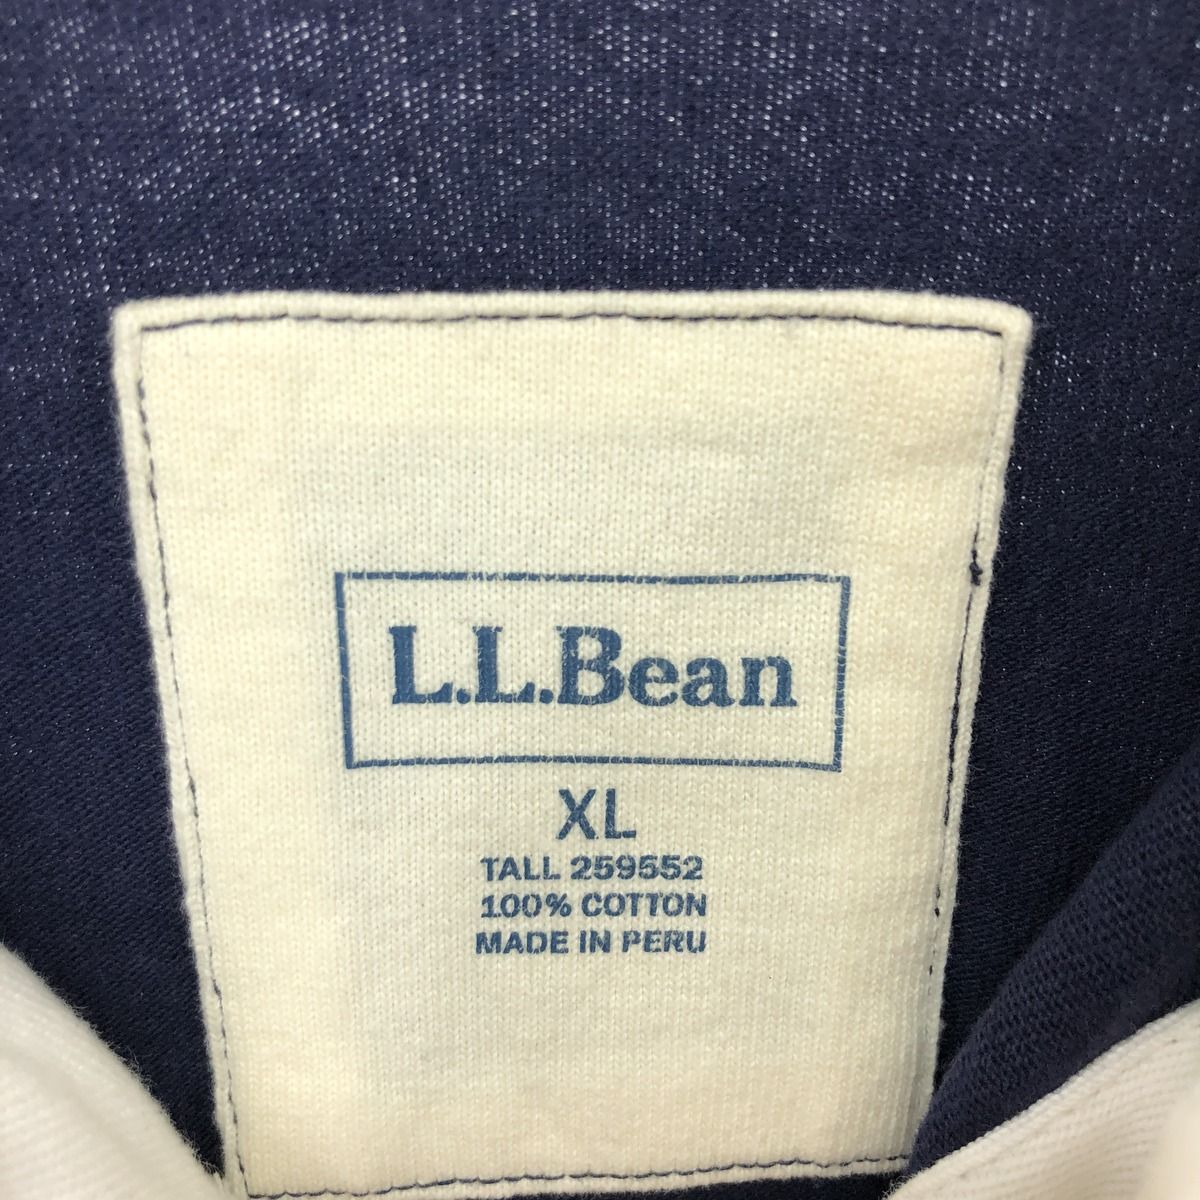 L.L.Bean
XL
TALL 259552
100% COTTON
MADE IN PERU